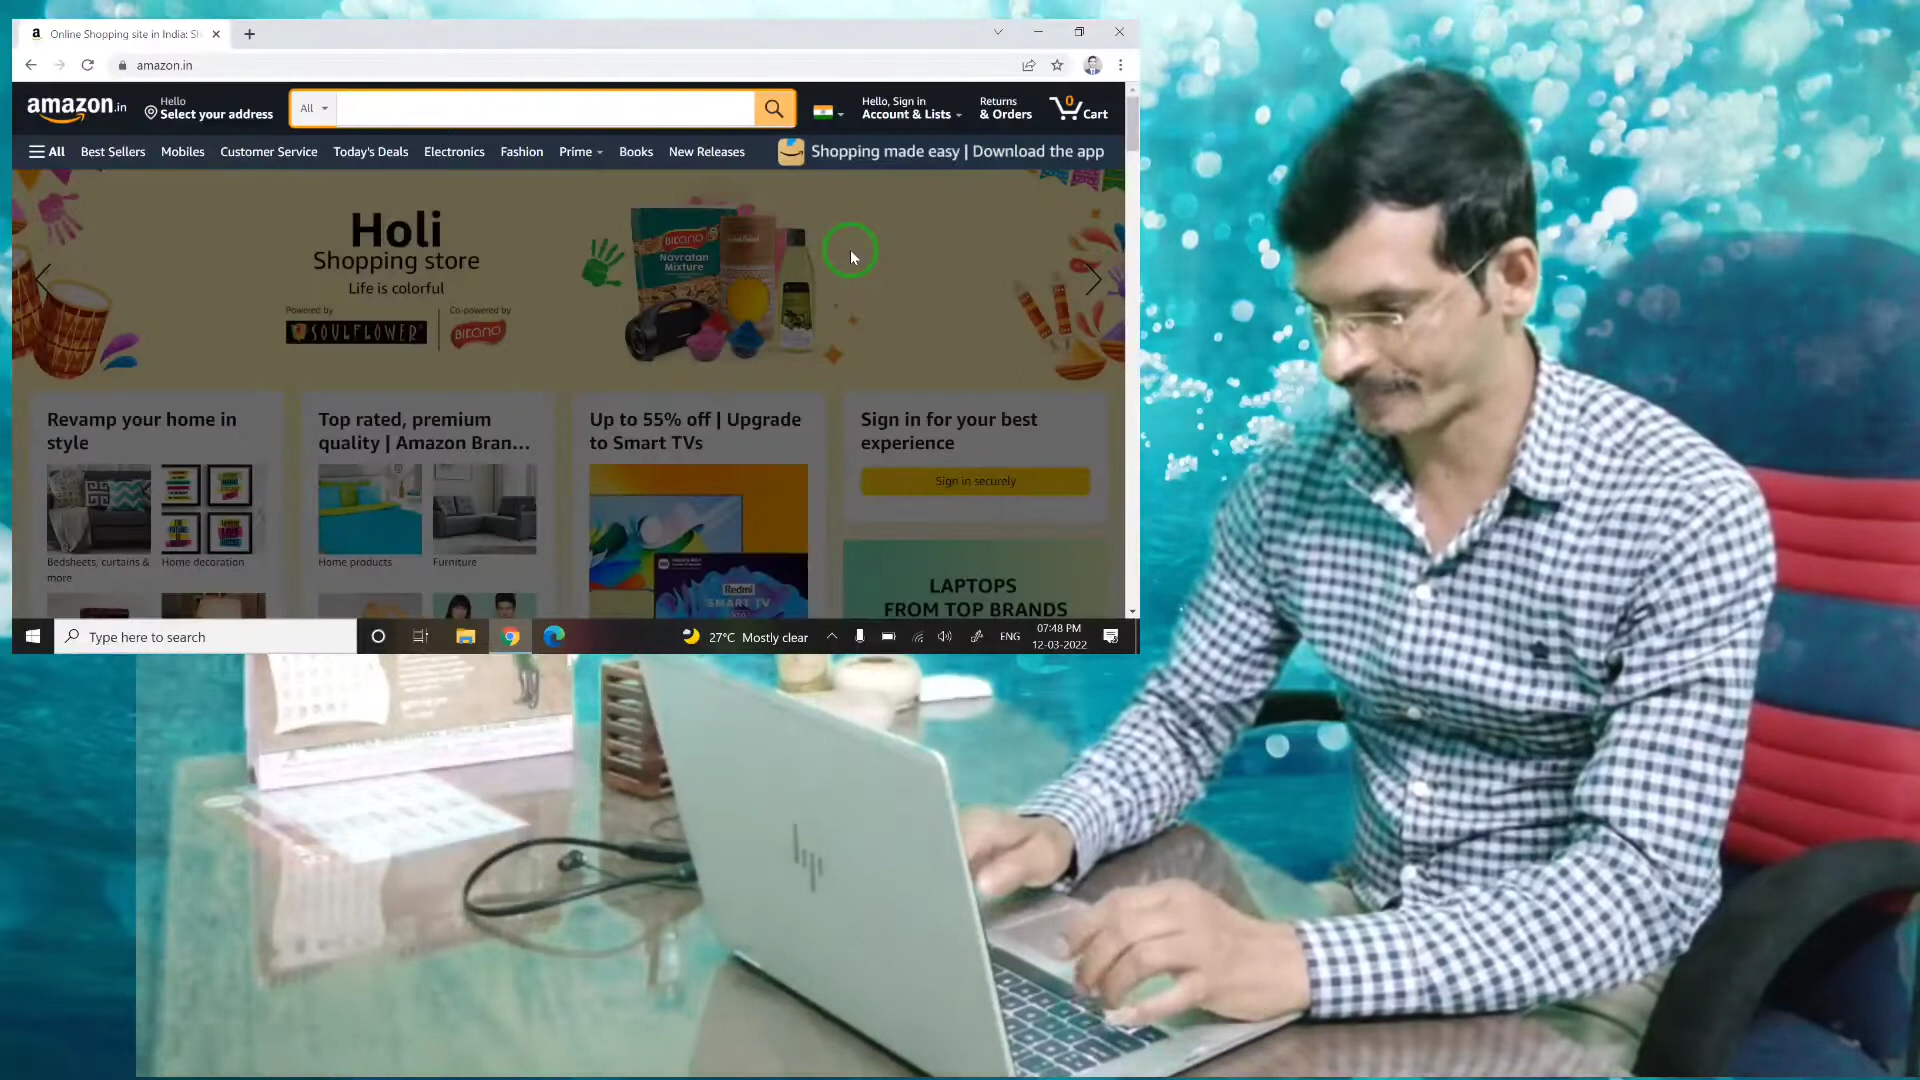 Online Shopping site in India: Sh
amazon.in
amazon.in
Hello
Select your address
All
Hello, Sign in
Account & Lists
Returns
& Orders
0
Cart
All
Best Sellers
Mobiles
Customer Service
Today's Deals
Electronics
Fashion
Prime
Books
New Releases
Shopping made easy | Download the app
Holi
Shopping store
Life is colorful
Powered by
Co-powered by
SOULFLOWER
BIKANO
BIKANO
Navratan
Mixture
Revamp your home in
style
Bedsheets, curtains &
more
Home decoration
Top rated, premium
quality | Amazon Bran...
Home products
Furniture
Up to 55% off | Upgrade
to Smart TVs
Redmi
SMART TV
Sign in for your best
experience
Sign in securely
LAPTOPS
FROM TOP BRANDS
Type here to search
27°C Mostly clear
ENG
07:48 PM
12-03-2022
hp